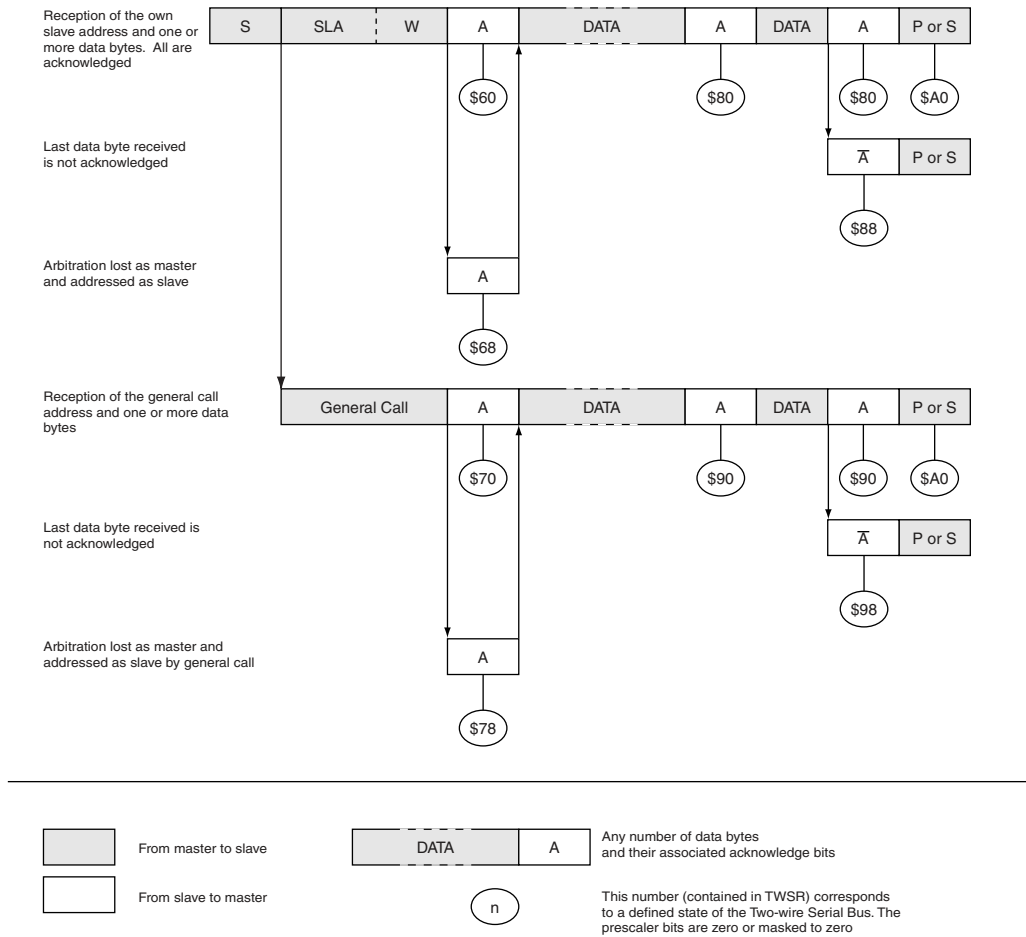 Reception of the own
slave address and one or
more data bytes.  All are
acknowledged
S SLA W A DATA A DATA A P or S
$60 $80 $80 $A0
Last data byte received
is not acknowledged
A̅ P or S
$88
Arbitration lost as master
and addressed as slave
A
$68
Reception of the general call
address and one or more data
bytes
General Call A DATA A DATA A P or S
$70 $90 $90 $A0
Last data byte received is
not acknowledged
A̅ P or S
$98
Arbitration lost as master and
addressed as slave by general call
A
$78
From master to slave
DATA A
Any number of data bytes
and their associated acknowledge bits
From slave to master
n
This number (contained in TWSR) corresponds
to a defined state of the Two-wire Serial Bus. The
prescaler bits are zero or masked to zero